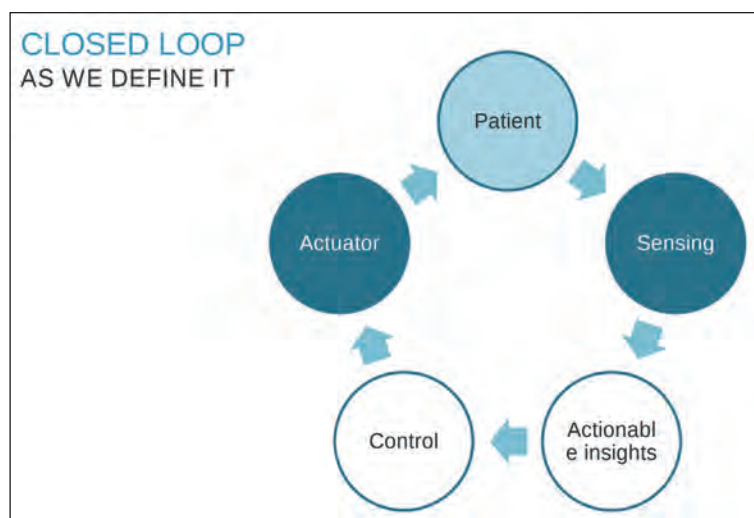 CLOSED LOOP
AS WE DEFINE IT
Patient
Sensing
Actionabl
e insights
Control
Actuator